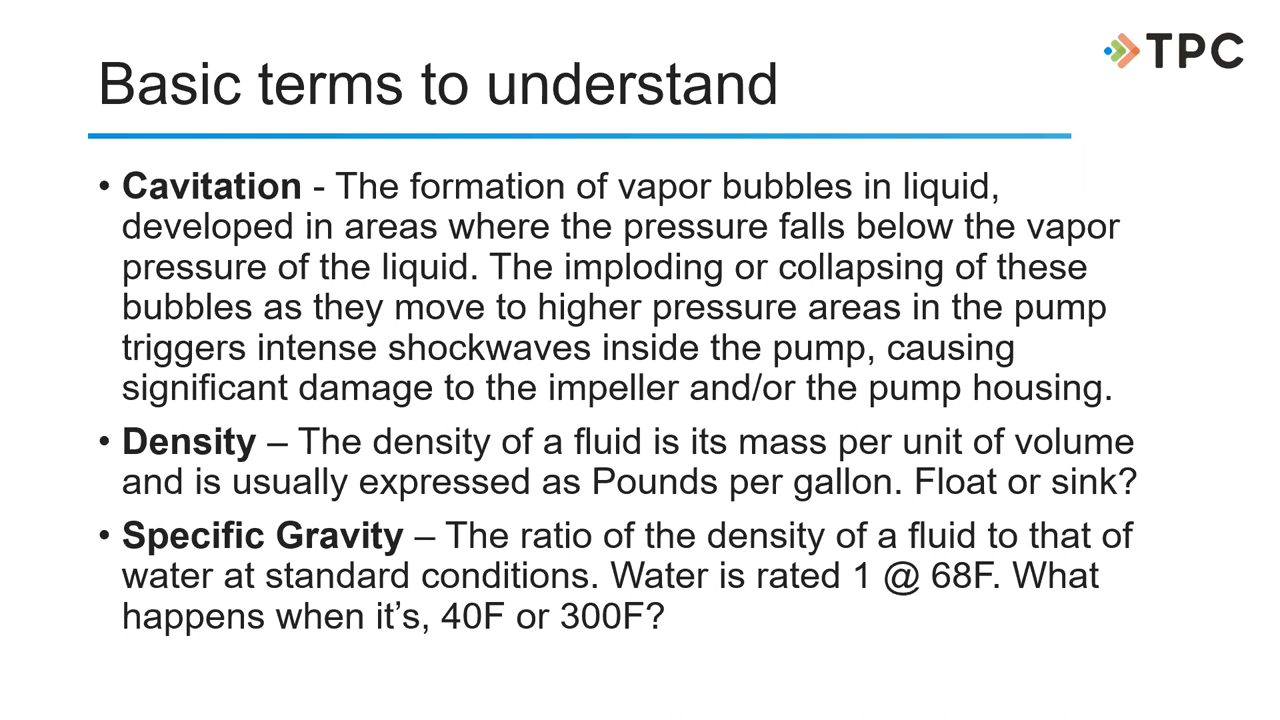 TPC
Basic terms to understand
• Cavitation - The formation of vapor bubbles in liquid,
developed in areas where the pressure falls below the vapor
pressure of the liquid. The imploding or collapsing of these
bubbles as they move to higher pressure areas in the pump
triggers intense shockwaves inside the pump, causing
significant damage to the impeller and/or the pump housing.
• Density – The density of a fluid is its mass per unit of volume
and is usually expressed as Pounds per gallon. Float or sink?
• Specific Gravity – The ratio of the density of a fluid to that of
water at standard conditions. Water is rated 1 @ 68F. What
happens when it’s, 40F or 300F?